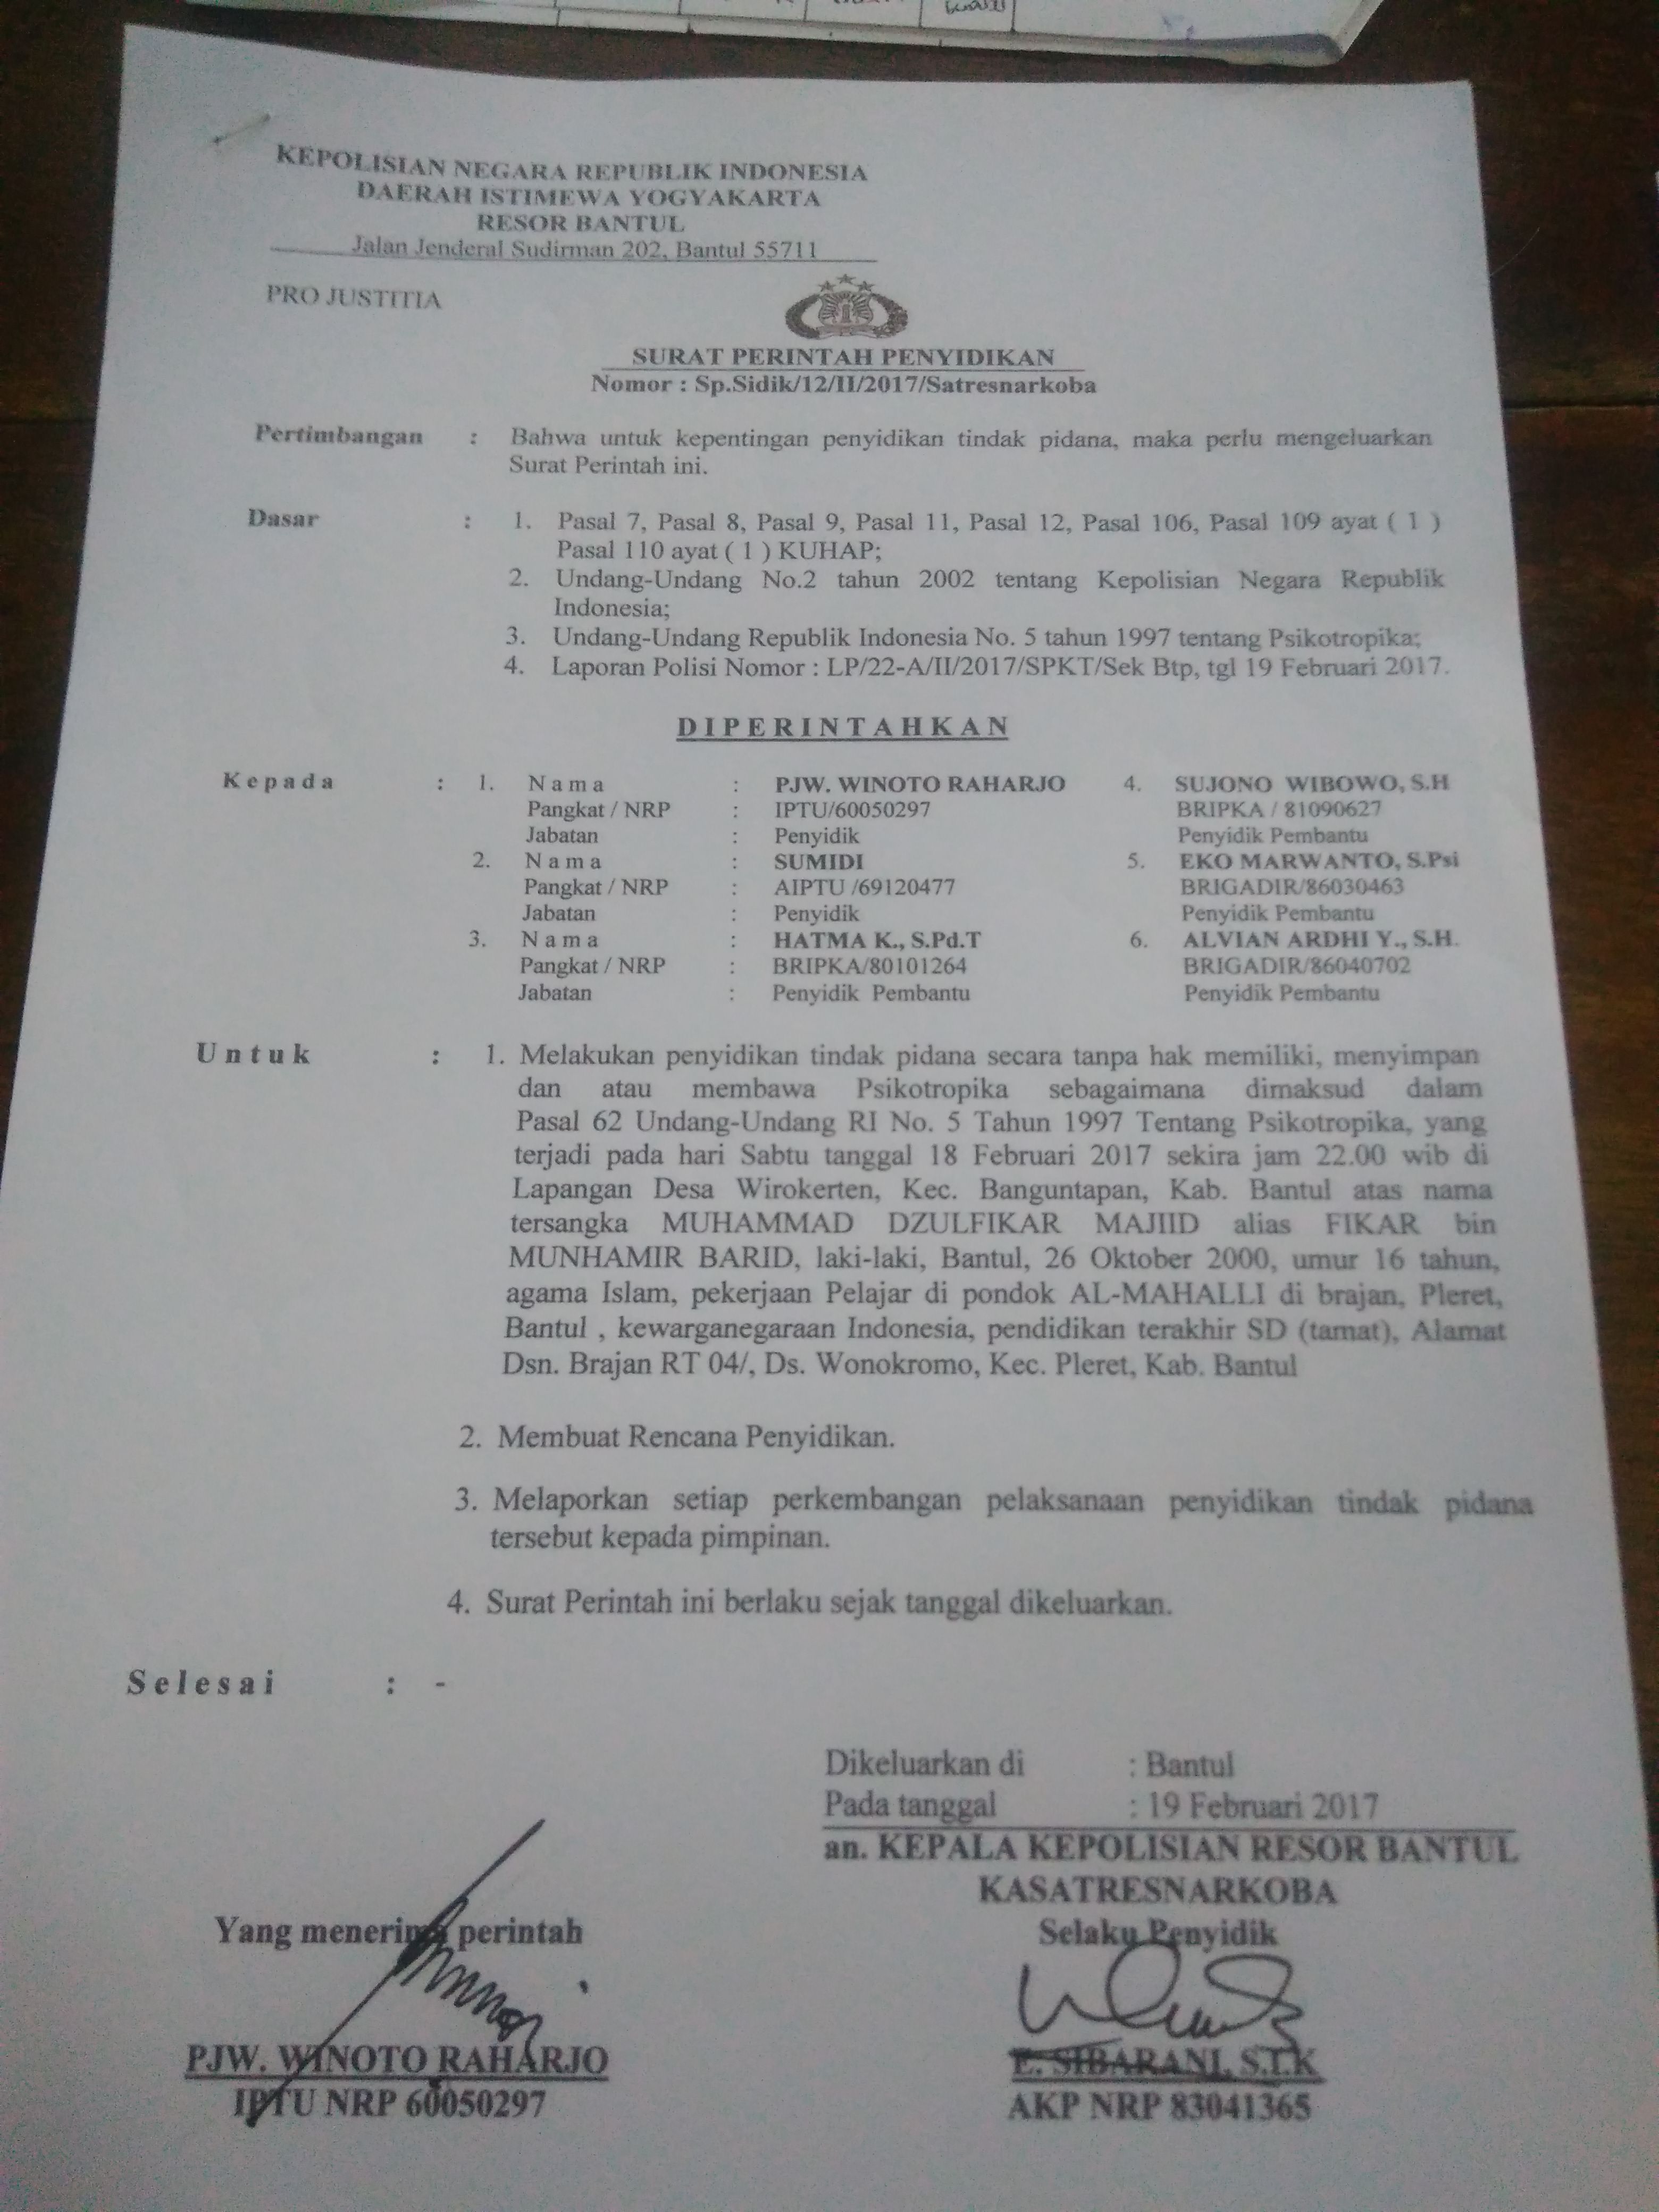 KEPOLISIAN NEGARA REPUBLIK INDONESIA
DAERAH ISTIMEWA YOGYAKARTA
RESOR BANTUL
Jalan Jenderal Sudirman 202, Bantul 55711
PRO JUSTITIA
SURAT PERINTAH PENYIDIKAN
Nomor : Sp.Sidik/12/II/2017/Satresnarkoba
Pertimbangan : Bahwa untuk kepentingan penyidikan tindak pidana, maka perlu mengeluarkan
Surat Perintah ini.
Dasar : 1. Pasal 7, Pasal 8, Pasal 9, Pasal 11, Pasal 12, Pasal 106, Pasal 109 ayat ( 1 )
Pasal 110 ayat ( 1 ) KUHAP;
2. Undang-Undang No.2 tahun 2002 tentang Kepolisian Negara Republik
Indonesia;
3. Undang-Undang Republik Indonesia No. 5 tahun 1997 tentang Psikotropika;
4. Laporan Polisi Nomor : LP/22-A/II/2017/SPKT/Sek Btp, tgl 19 Februari 2017.
DIPERINTAHKAN
Kepada : 1. Nama : PJW. WINOTO RAHARJO 4. SUJONO WIBOWO, S.H
Pangkat / NRP : IPTU/60050297 BRIPKA / 81090627
Jabatan : Penyidik Penyidik Pembantu
2. Nama : SUMIDI 5. EKO MARWANTO, S.Psi
Pangkat / NRP : AIPTU /69120477 BRIGADIR/86030463
Jabatan : Penyidik Penyidik Pembantu
3. Nama : HATMA K., S.Pd.T 6. ALVIAN ARDHI Y., S.H.
Pangkat / NRP : BRIPKA/80101264 BRIGADIR/86040702
Jabatan : Penyidik Pembantu Penyidik Pembantu
Untuk : 1. Melakukan penyidikan tindak pidana secara tanpa hak memiliki, menyimpan
dan atau membawa Psikotropika sebagaimana dimaksud dalam
Pasal 62 Undang-Undang RI No. 5 Tahun 1997 Tentang Psikotropika, yang
terjadi pada hari Sabtu tanggal 18 Februari 2017 sekira jam 22.00 wib di
Lapangan Desa Wirokerten, Kec. Banguntapan, Kab. Bantul atas nama
tersangka MUHAMMAD DZULFIKAR MAJIID alias FIKAR bin
MUNHAMIR BARID, laki-laki, Bantul, 26 Oktober 2000, umur 16 tahun,
agama Islam, pekerjaan Pelajar di pondok AL-MAHALLI di brajan, Pleret,
Bantul , kewarganegaraan Indonesia, pendidikan terakhir SD (tamat), Alamat
Dsn. Brajan RT 04/, Ds. Wonokromo, Kec. Pleret, Kab. Bantul
2. Membuat Rencana Penyidikan.
3. Melaporkan setiap perkembangan pelaksanaan penyidikan tindak pidana
tersebut kepada pimpinan.
4. Surat Perintah ini berlaku sejak tanggal dikeluarkan.
Selesai : -
Dikeluarkan di : Bantul
Pada tanggal : 19 Februari 2017
an. KEPALA KEPOLISIAN RESOR BANTUL
KASATRESNARKOBA
Yang menerima perintah Selaku Penyidik
PJW. WINOTO RAHARJO E. SIBARANI, S.T.K
IPTU NRP 60050297 AKP NRP 83041365